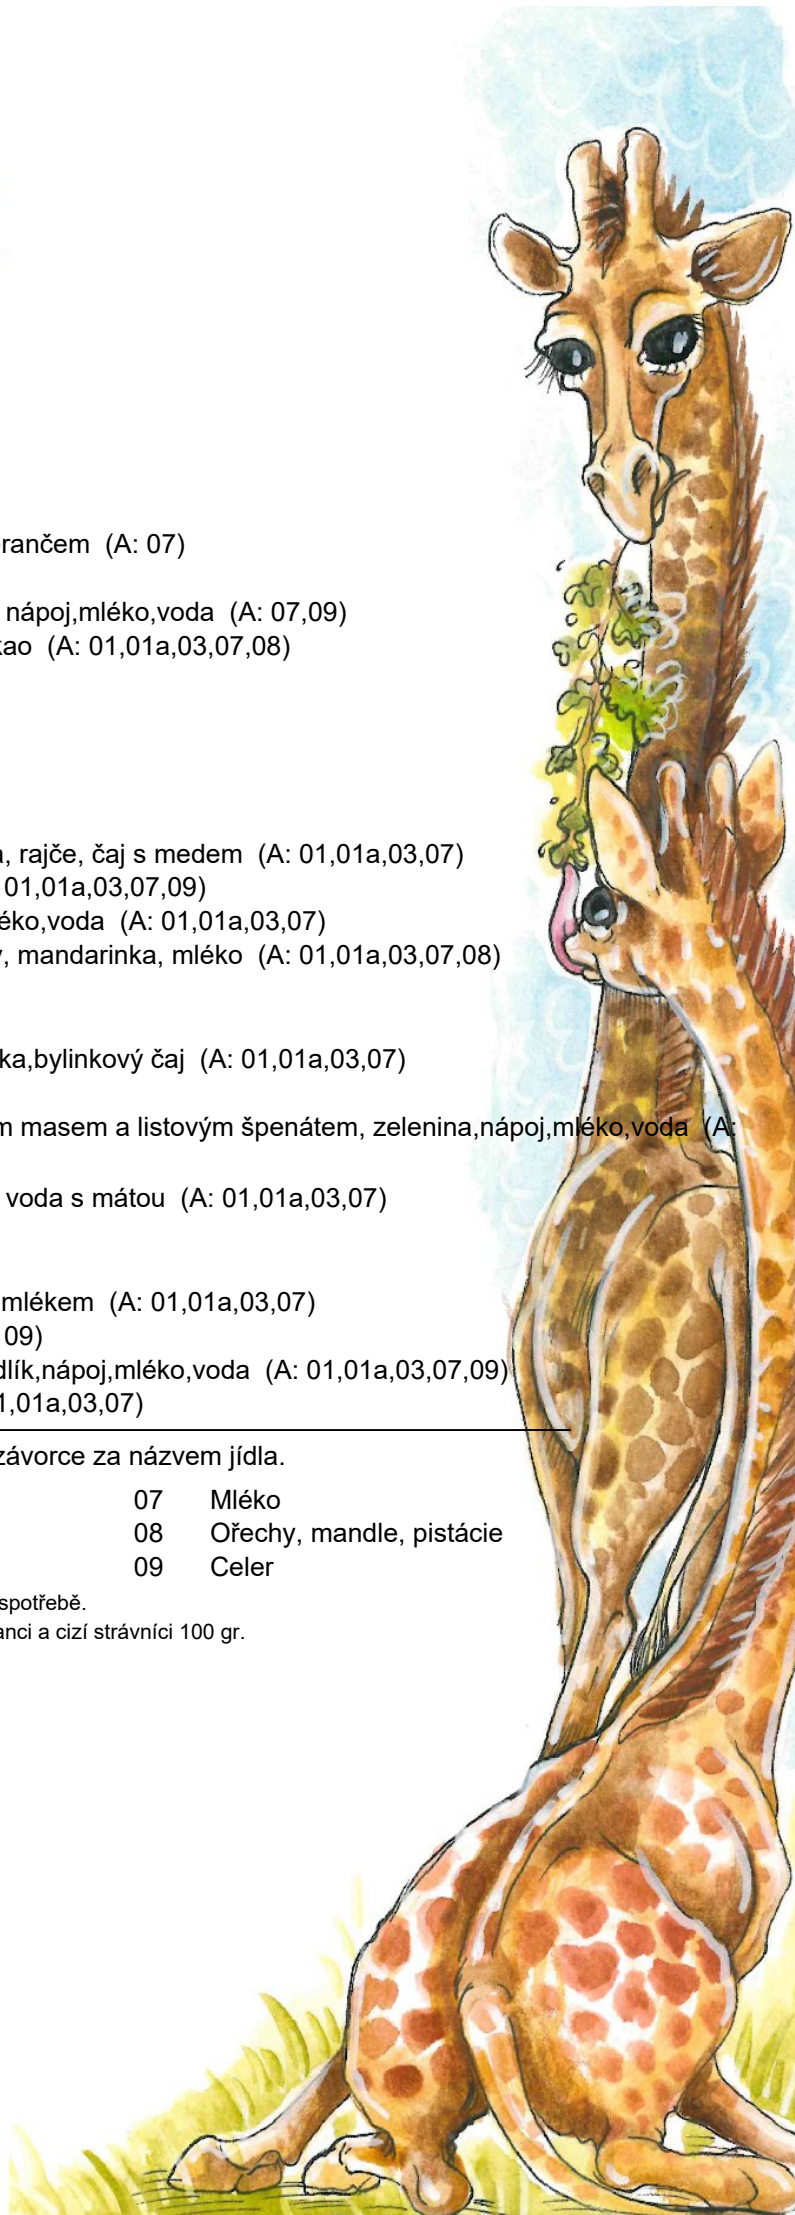 rančem (A: 07)
nápoj,mléko,voda (A: 07,09)
kao (A: 01,01a,03,07,08)
a, rajče, čaj s medem (A: 01,01a,03,07)
01,01a,03,07,09)
léko,voda (A: 01,01a,03,07)
y, mandarinka, mléko (A: 01,01a,03,07,08)
ka,bylinkový čaj (A: 01,01a,03,07)
m masem a listovým špenátem, zelenina,nápoj,mléko,voda (A:
voda s mátou (A: 01,01a,03,07)
mlékem (A: 01,01a,03,07)
09)
dlík,nápoj,mléko,voda (A: 01,01a,03,07,09)
1,01a,03,07)
závorce za názvem jídla.
07 Mléko
08 Ořechy, mandle, pistácie
09 Celer
spotřebě.
anci a cizí strávníci 100 gr.